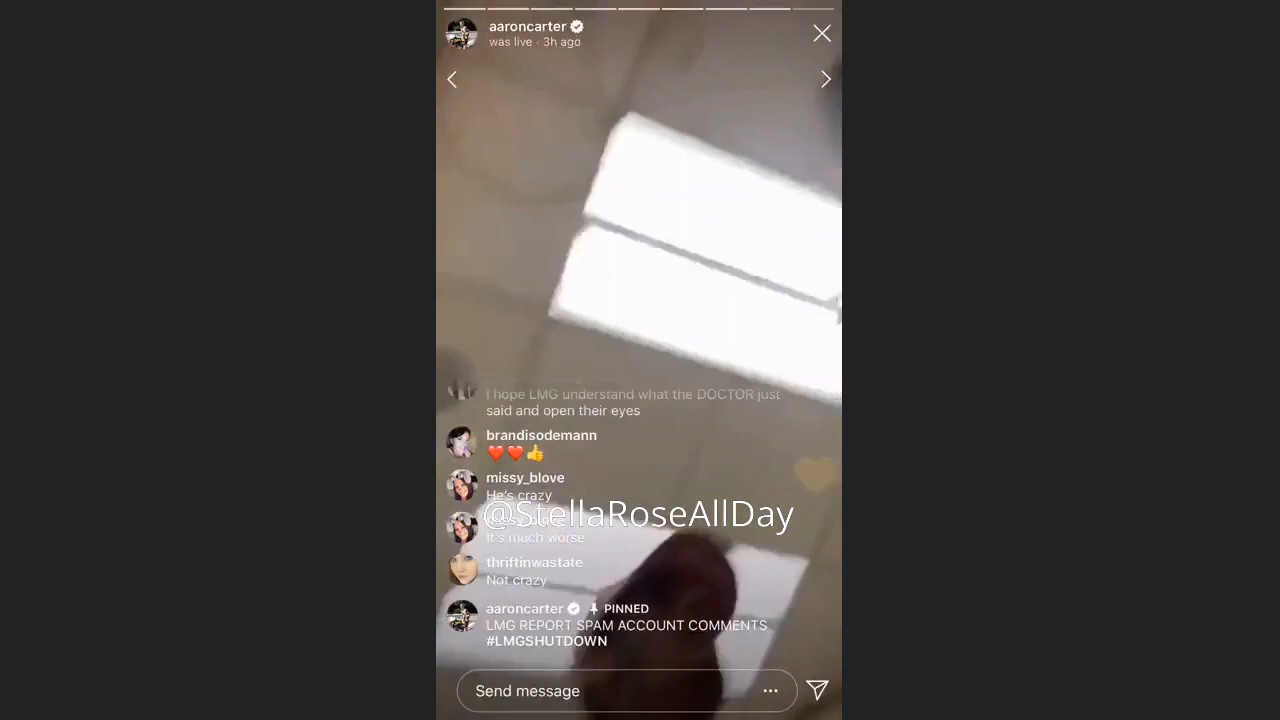 aaroncarter
was live · 3h ago
I hope LMG understand what the DOCTOR just
said and open their eyes
brandisodemann
missy_blove
He's crazy
@StellaRoseAllDay
It's much worse
thriftinwastate
Not crazy
aaroncarter PINNED
LMG REPORT SPAM ACCOUNT COMMENTS
#LMGSHUTDOWN
Send message